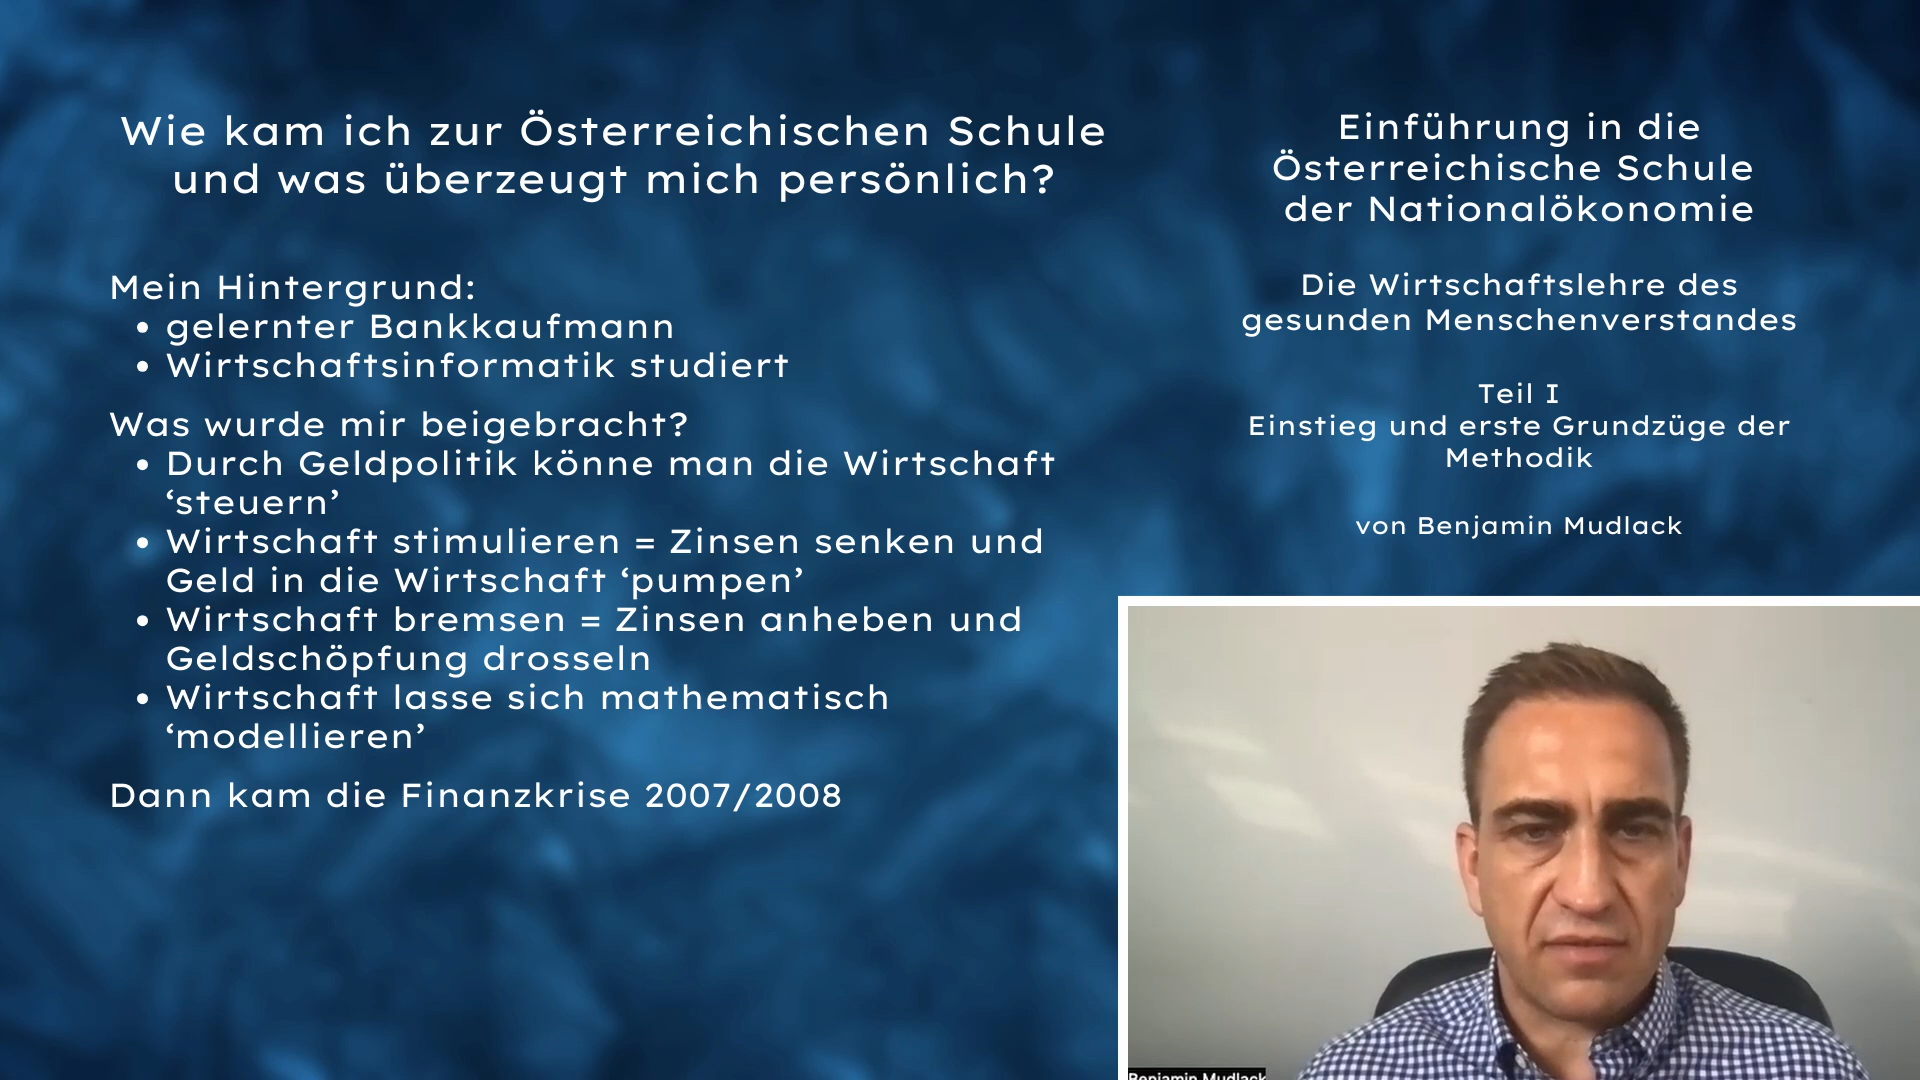 Wie kam ich zur Österreichischen Schule
und was überzeugt mich persönlich?
Mein Hintergrund:
• gelernter Bankkaufmann
• Wirtschaftsinformatik studiert
Was wurde mir beigebracht?
• Durch Geldpolitik könne man die Wirtschaft
‘steuern’
• Wirtschaft stimulieren = Zinsen senken und
Geld in die Wirtschaft ‘pumpen’
• Wirtschaft bremsen = Zinsen anheben und
Geldschöpfung drosseln
• Wirtschaft lasse sich mathematisch
‘modellieren’
Dann kam die Finanzkrise 2007/2008
Einführung in die
Österreichische Schule
der Nationalökonomie
Die Wirtschaftslehre des
gesunden Menschenverstandes
Teil I
Einstieg und erste Grundzüge der
Methodik
von Benjamin Mudlack
Benjamin Mudlack